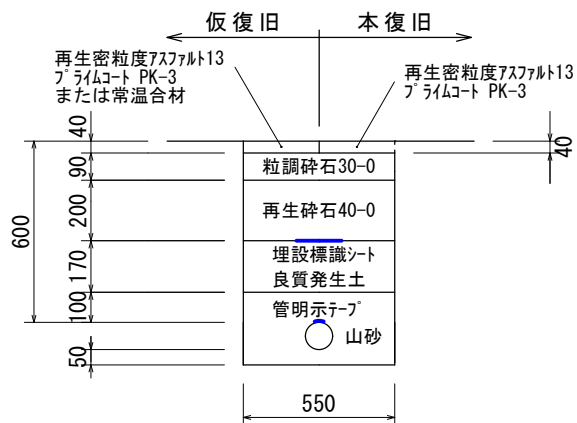 仮復旧
本復旧
再生密粒度アスファルト13
プライムコート PK-3
または常温合材
再生密粒度アスファルト13
プライムコート PK-3
40
40
粒調砕石30-0
90
再生砕石40-0
200
600
埋設標識シート
良質発生土
170
管明示テープ
100
山砂
50
550